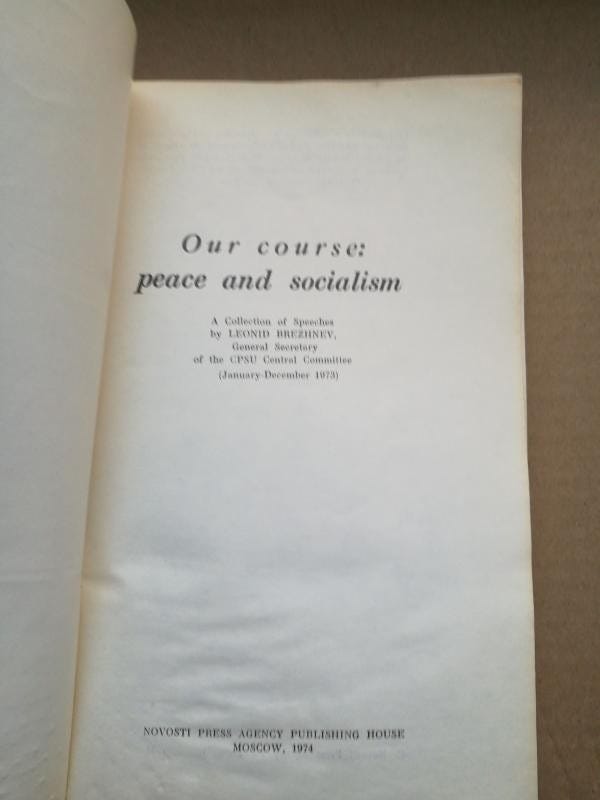 Our course:
peace and socialism
A Collection of Speeches
by LEONID BREZHNEV,
General Secretary
of the CPSU Central Committee
(January-December 1973)
NOVOSTI PRESS AGENCY PUBLISHING HOUSE
MOSCOW, 1974